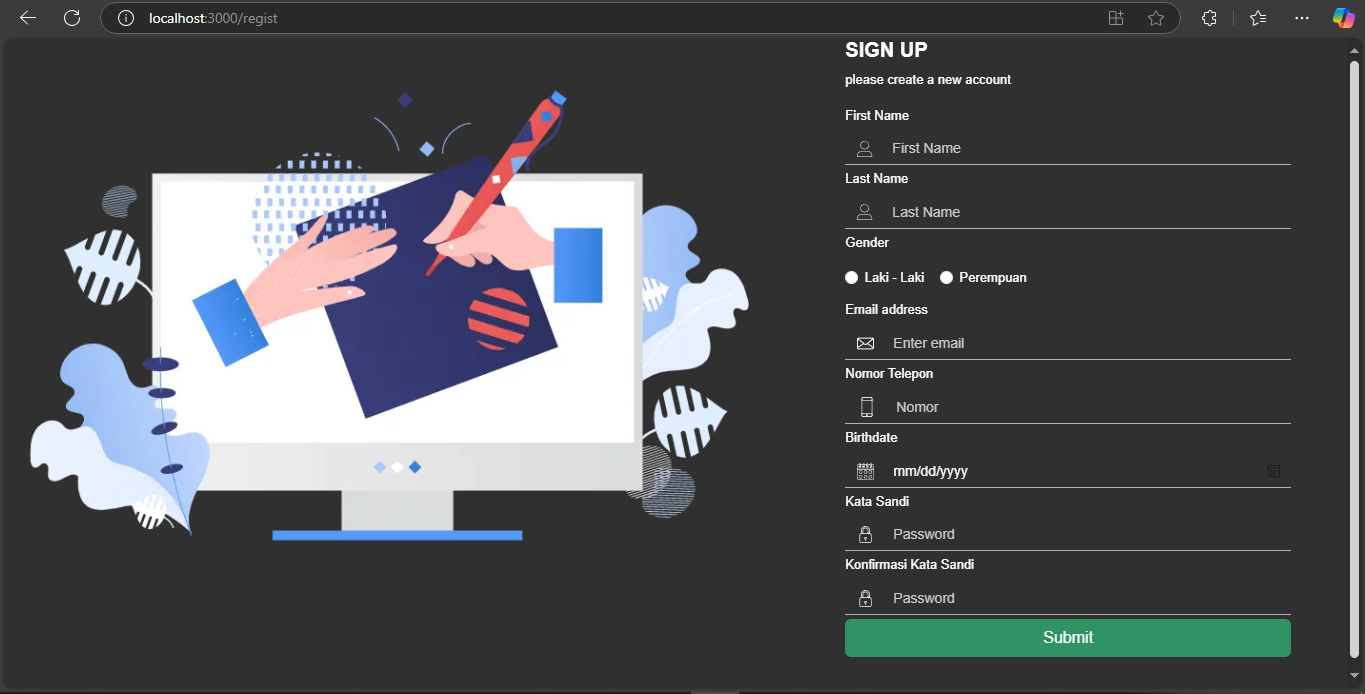 localhost:3000/regist
SIGN UP
please create a new account
First Name
First Name
Last Name
Last Name
Gender
Laki - Laki Perempuan
Email address
Enter email
Nomor Telepon
Nomor
Birthdate
mm/dd/yyyy
Kata Sandi
Password
Konfirmasi Kata Sandi
Password
Submit